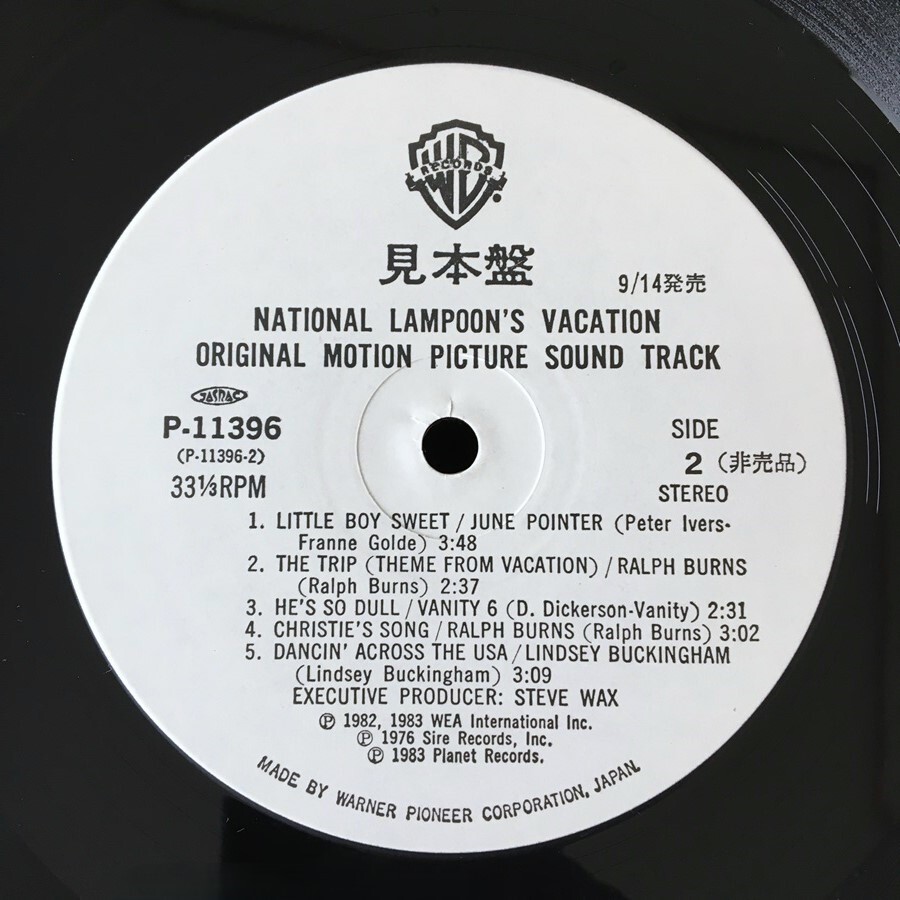 WB
RECORDS
見本盤
9/14発売
NATIONAL LAMPOON'S VACATION
ORIGINAL MOTION PICTURE SOUND TRACK
JASRAC
P-11396
(P-11396-2)
33⅓RPM
SIDE
2 (非売品)
STEREO
1. LITTLE BOY SWEET / JUNE POINTER (Peter Ivers-
Franne Golde) 3:48
2. THE TRIP (THEME FROM VACATION) / RALPH BURNS
(Ralph Burns) 2:37
3. HE'S SO DULL / VANITY 6 (D. Dickerson-Vanity) 2:31
4. CHRISTIE'S SONG / RALPH BURNS (Ralph Burns) 3:02
5. DANCIN' ACROSS THE USA / LINDSEY BUCKINGHAM
(Lindsey Buckingham) 3:09
EXECUTIVE PRODUCER: STEVE WAX
℗ 1982, 1983 WEA International Inc.
℗ 1976 Sire Records, Inc.
℗ 1983 Planet Records.
MADE BY WARNER PIONEER CORPORATION, JAPAN.